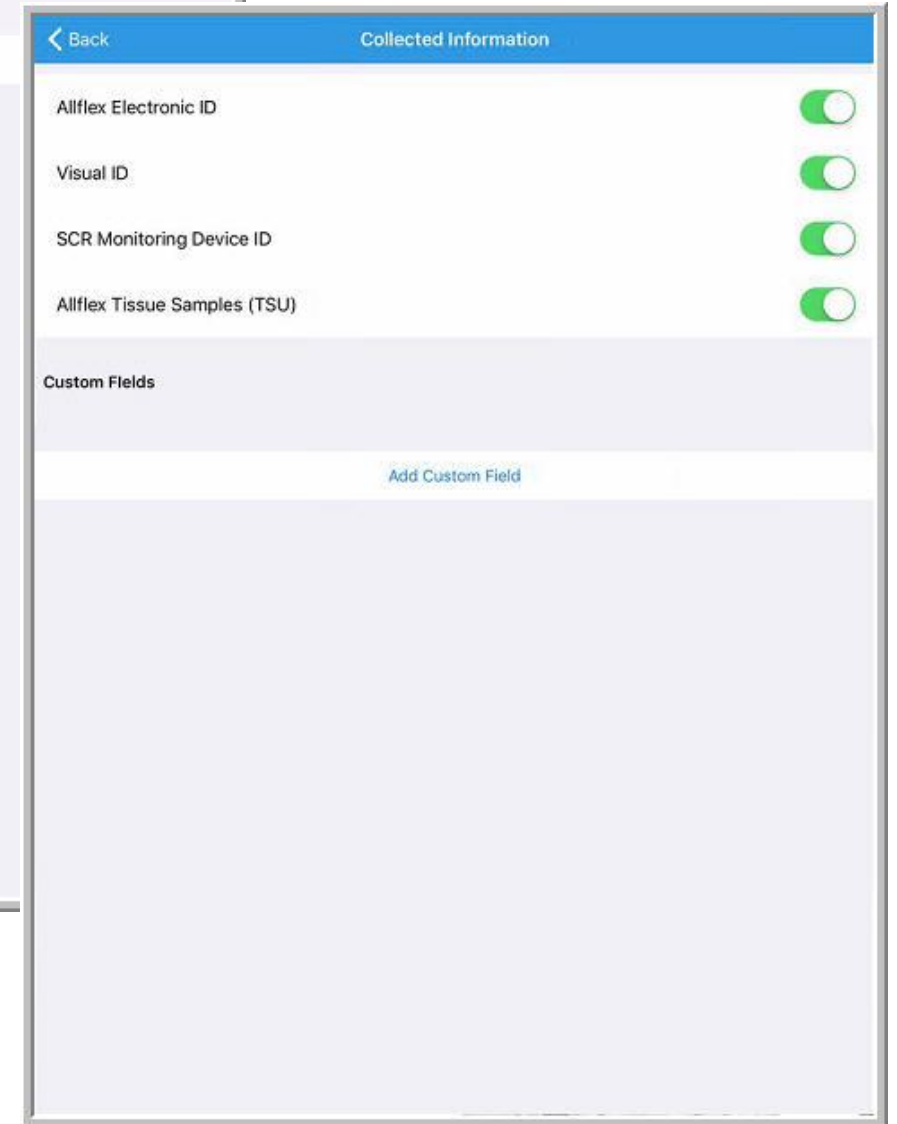 Back
Collected Information
Allflex Electronic ID
Visual ID
SCR Monitoring Device ID
Allflex Tissue Samples (TSU)
Custom FIelds
Add Custom Field